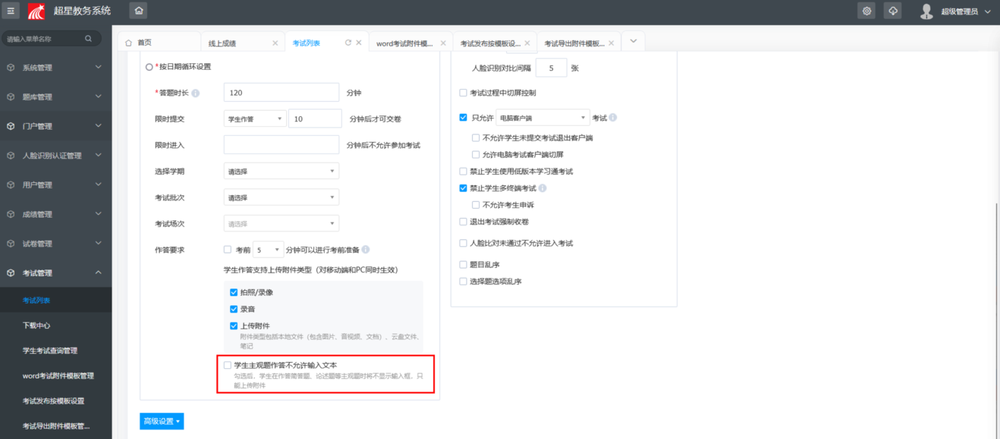 超星教务系统
超级管理员
请输入菜单名称
系统管理
题库管理
门户管理
人脸识别认证管理
用户管理
成绩管理
试卷管理
考试管理
考试列表
下载中心
学生考试查询管理
word考试附件模板管理
考试发布按模板设置
考试导出附件模板管...
首页
线上成绩
考试列表
word考试附件模...
考试发布按模板设...
考试导出附件模板...
*按日期循环设置
*答题时长 120 分钟
限时提交 学生作答 10 分钟后才可交卷
限时进入 分钟后不允许参加考试
选择学期 请选择
考试批次 请选择
考试场次 请选择
作答要求 考前 5 分钟可以进行考前准备
学生作答支持上传附件类型（对移动端和PC同时生效）
拍照/录像
录音
上传附件
附件类型包括本地文件（包含图片、音视频、文档）、云盘文件、
笔记
学生主观题作答不允许输入文本
勾选后，学生在作答简答题、论述题等主观题时将不显示输入框，只
能上传附件
高级设置
人脸识别对比间隔 5 张
考试过程中切屏控制
只允许 电脑客户端 考试
不允许学生未提交考试退出客户端
允许电脑考试客户端切屏
禁止学生使用低版本学习通考试
禁止学生多终端考试
不允许考生申诉
退出考试强制收卷
人脸比对未通过不允许进入考试
题目乱序
选择题选项乱序